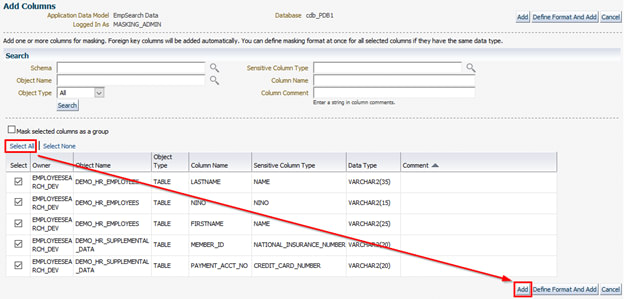 Add Columns
Application Data Model EmpSearch Data Database cdb_PDB1
Logged In As MASKING_ADMIN
Add Define Format And Add Cancel
Add one or more columns for masking. Foreign key columns will be added automatically. You can define masking format at once for all selected columns if they have the same data type.
Search
Schema Sensitive Column Type
Object Name Column Name
Object Type All Column Comment
Search Enter a string in column comments.
Mask selected columns as a group
Select All | Select None
Select Owner Object Name Object Type Column Name Sensitive Column Type Data Type Comment
EMPLOYEESEARCH_DEV DEMO_HR_EMPLOYEES TABLE LASTNAME NAME VARCHAR2(35)
EMPLOYEESEARCH_DEV DEMO_HR_EMPLOYEES TABLE NINO NINO VARCHAR2(15)
EMPLOYEESEARCH_DEV DEMO_HR_EMPLOYEES TABLE FIRSTNAME NAME VARCHAR2(25)
EMPLOYEESEARCH_DEV DEMO_HR_SUPPLEMENTAL_DATA TABLE MEMBER_ID NATIONAL_INSURANCE_NUMBER VARCHAR2(20)
EMPLOYEESEARCH_DEV DEMO_HR_SUPPLEMENTAL_DATA TABLE PAYMENT_ACCT_NO CREDIT_CARD_NUMBER VARCHAR2(20)
Add Define Format And Add Cancel